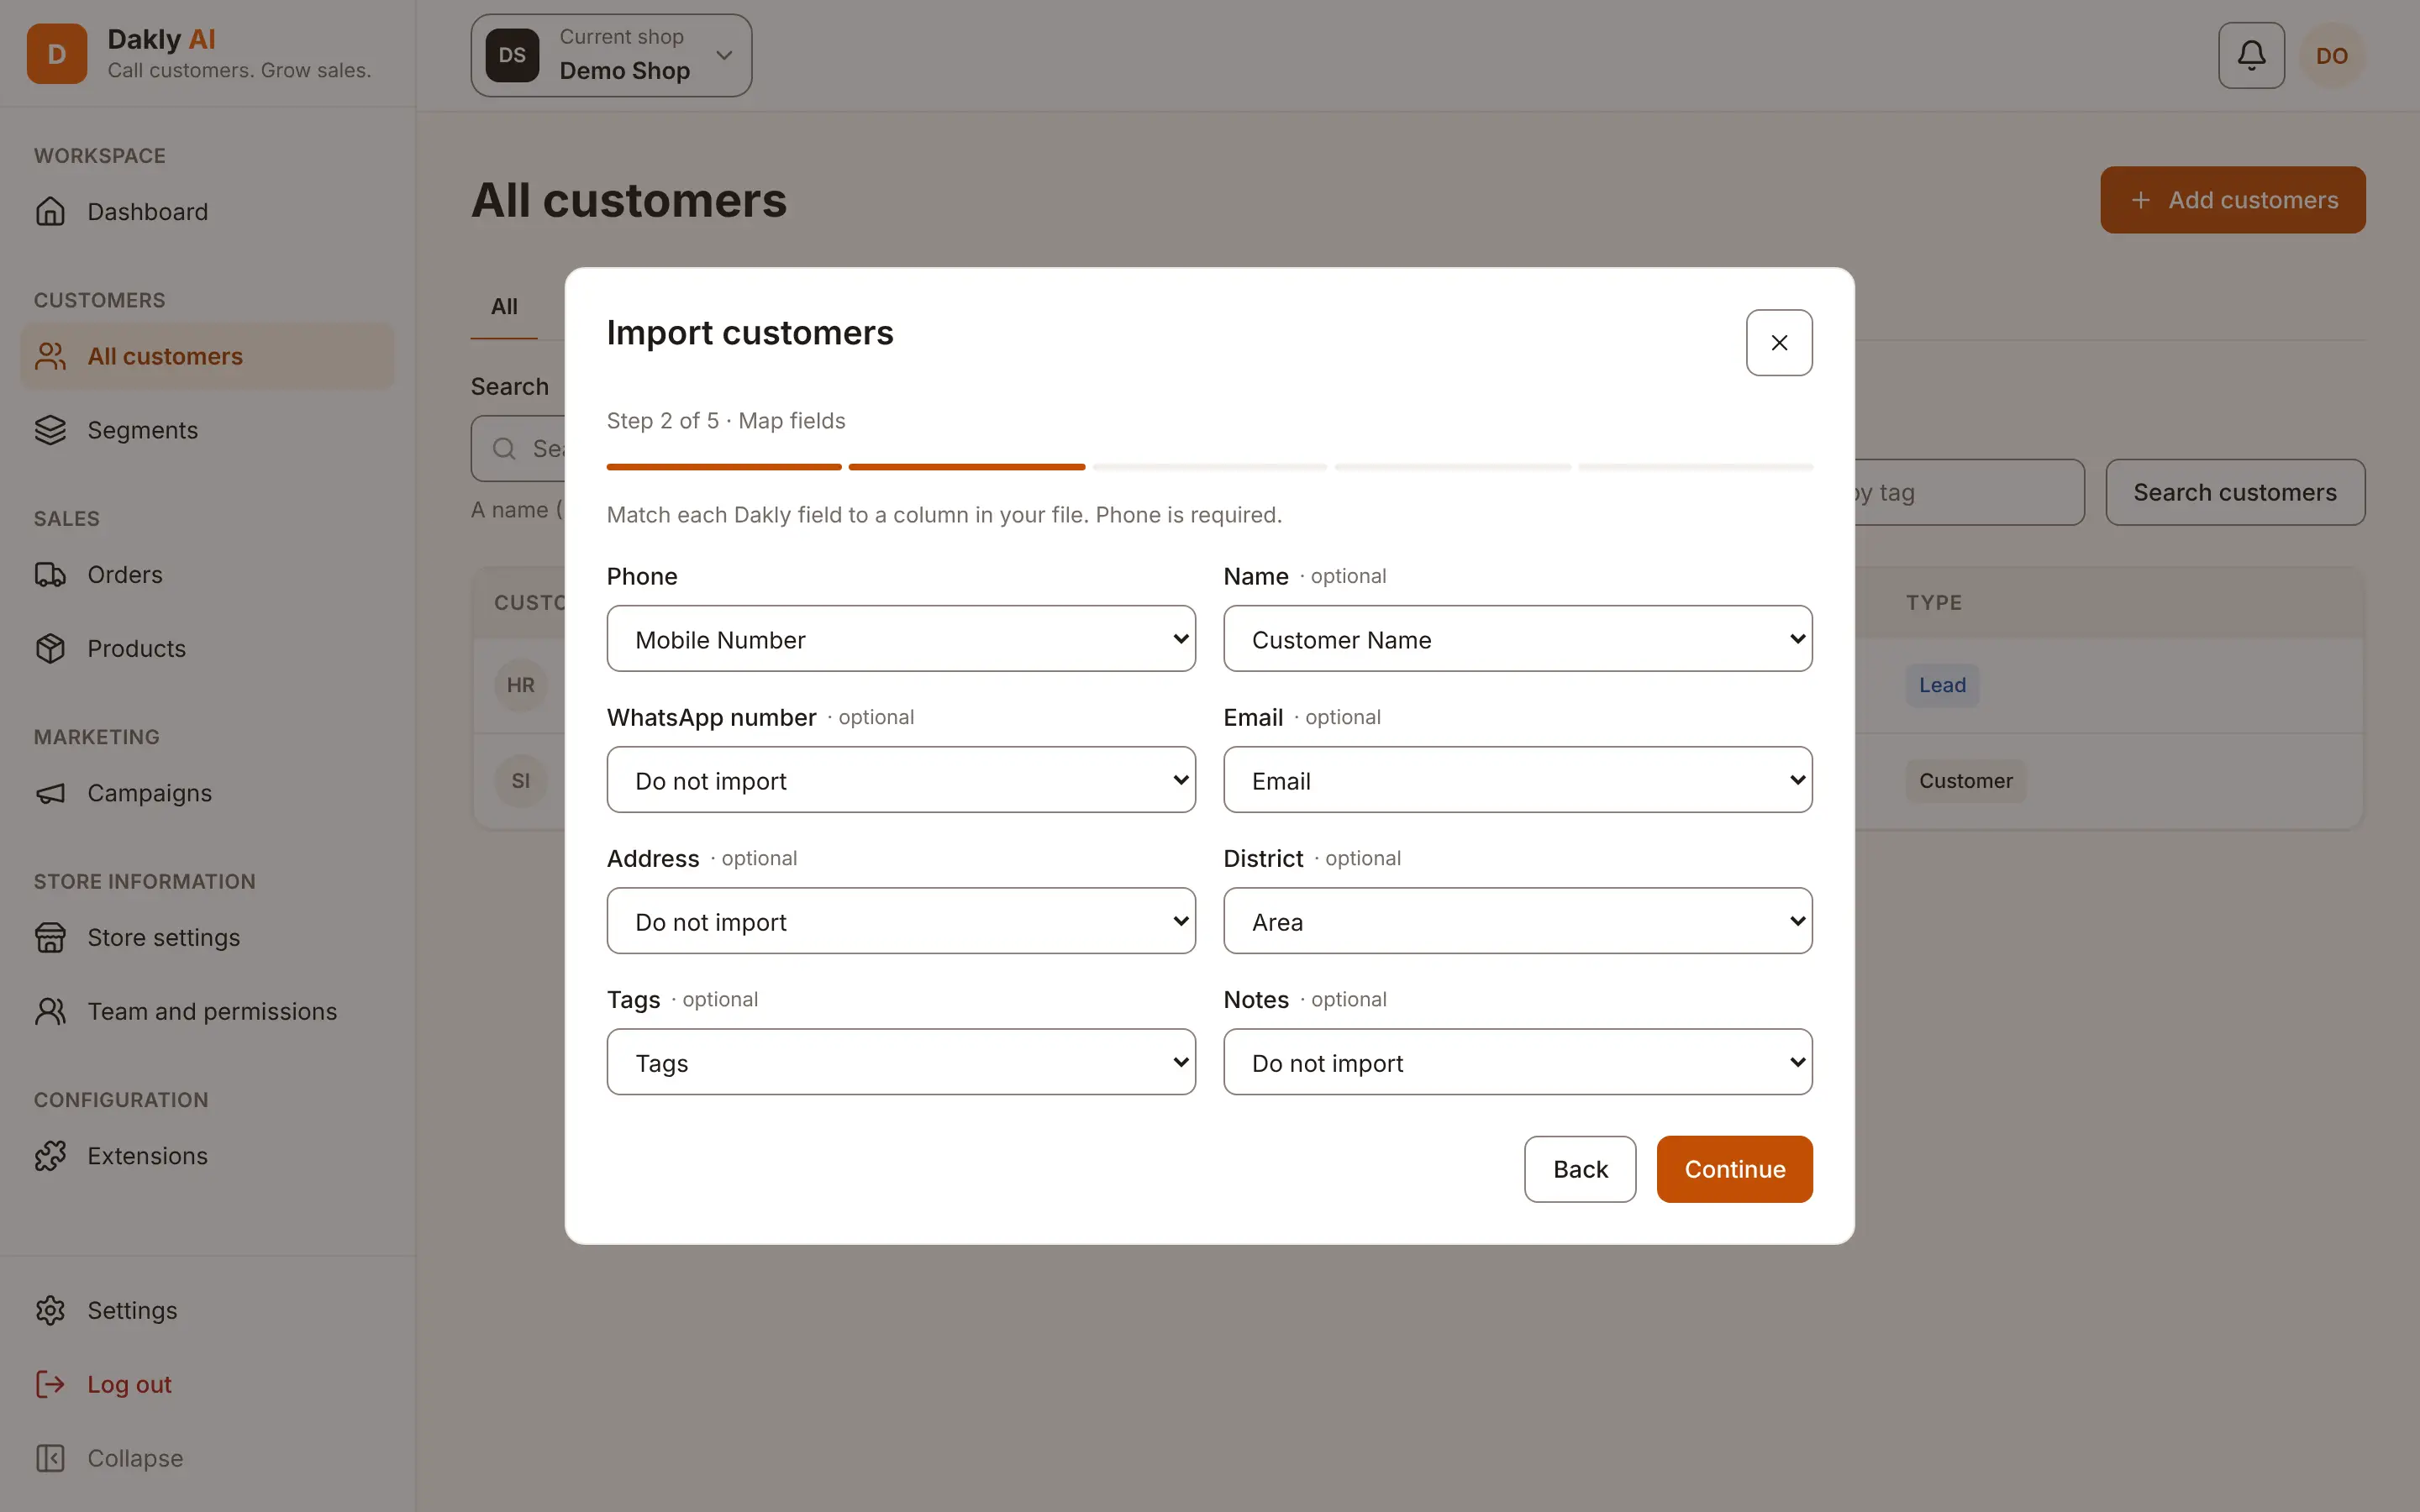 D
Dakly AI
Call customers. Grow sales.
DS
Current shop
Demo Shop
DO
WORKSPACE
Dashboard
CUSTOMERS
All customers
Segments
SALES
Orders
Products
MARKETING
Campaigns
STORE INFORMATION
Store settings
Team and permissions
CONFIGURATION
Extensions
Settings
Log out
Collapse
All customers
+ Add customers
All
Search
A name (
by tag
Search customers
TYPE
HR
Lead
SI
Customer
Import customers
Step 2 of 5 · Map fields
Match each Dakly field to a column in your file. Phone is required.
Phone
Mobile Number
Name · optional
Customer Name
WhatsApp number · optional
Do not import
Email · optional
Email
Address · optional
Do not import
District · optional
Area
Tags · optional
Tags
Notes · optional
Do not import
Back
Continue